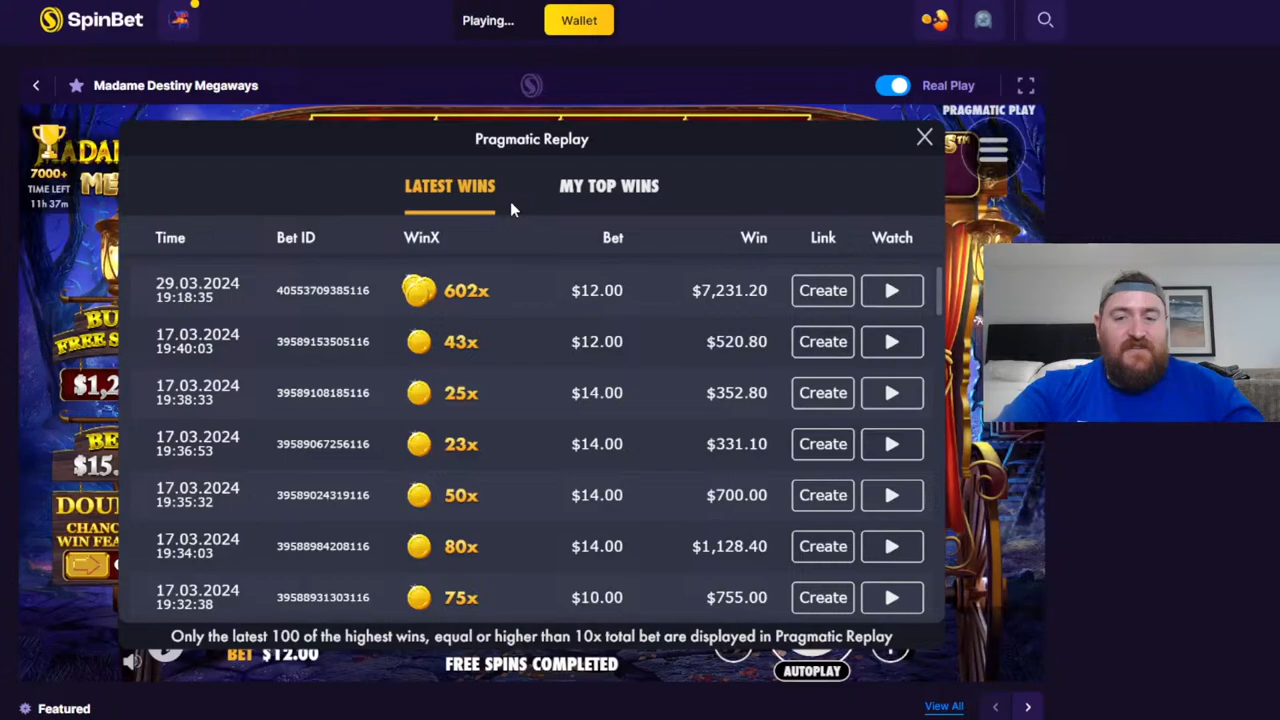 SpinBet
Playing...
Wallet
Madame Destiny Megaways
Real Play
PRAGMATIC PLAY
7000+
TIME LEFT
11h 37m
Pragmatic Replay
LATEST WINS
MY TOP WINS
Time Bet ID WinX Bet Win Link Watch
29.03.2024
19:18:35
40553709385116 602x $12.00 $7,231.20 Create
17.03.2024
19:40:03
39589153505116 43x $12.00 $520.80 Create
17.03.2024
19:38:33
39589108185116 25x $14.00 $352.80 Create
17.03.2024
19:36:53
39589067256116 23x $14.00 $331.10 Create
17.03.2024
19:35:32
39589024319116 50x $14.00 $700.00 Create
17.03.2024
19:34:03
39588984208116 80x $14.00 $1,128.40 Create
17.03.2024
19:32:38
39588931303116 75x $10.00 $755.00 Create
Only the latest 100 of the highest wins, equal or higher than 10x total bet are displayed in Pragmatic Replay
BET $12.00
FREE SPINS COMPLETED
AUTOPLAY
Featured
View All